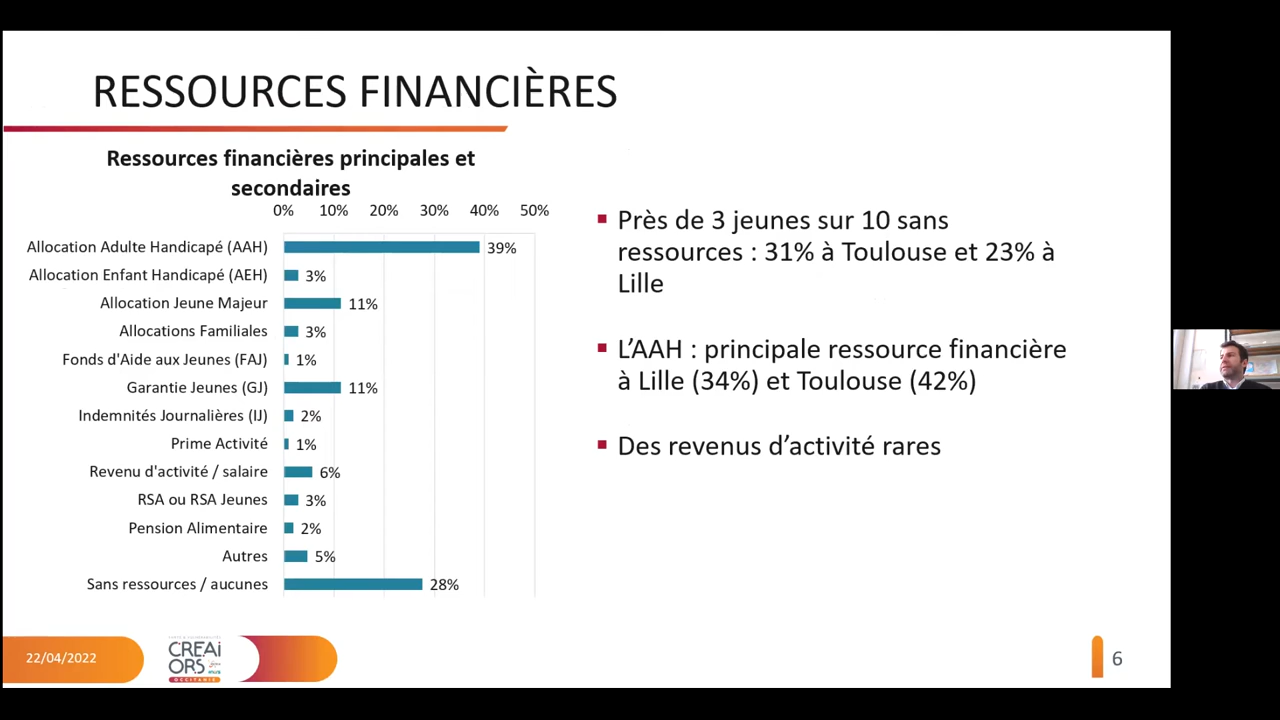 RESSOURCES FINANCIÈRES
Ressources financières principales et
secondaires
0% 10% 20% 30% 40% 50%
Allocation Adulte Handicapé (AAH) 39%
Allocation Enfant Handicapé (AEH) 3%
Allocation Jeune Majeur 11%
Allocations Familiales 3%
Fonds d'Aide aux Jeunes (FAJ) 1%
Garantie Jeunes (GJ) 11%
Indemnités Journalières (IJ) 2%
Prime Activité 1%
Revenu d'activité / salaire 6%
RSA ou RSA Jeunes 3%
Pension Alimentaire 2%
Autres 5%
Sans ressources / aucunes 28%
Près de 3 jeunes sur 10 sans
ressources : 31% à Toulouse et 23% à
Lille
L’AAH : principale ressource financière
à Lille (34%) et Toulouse (42%)
Des revenus d’activité rares
22/04/2022
CREAI
ORS
OCCITANIE
6